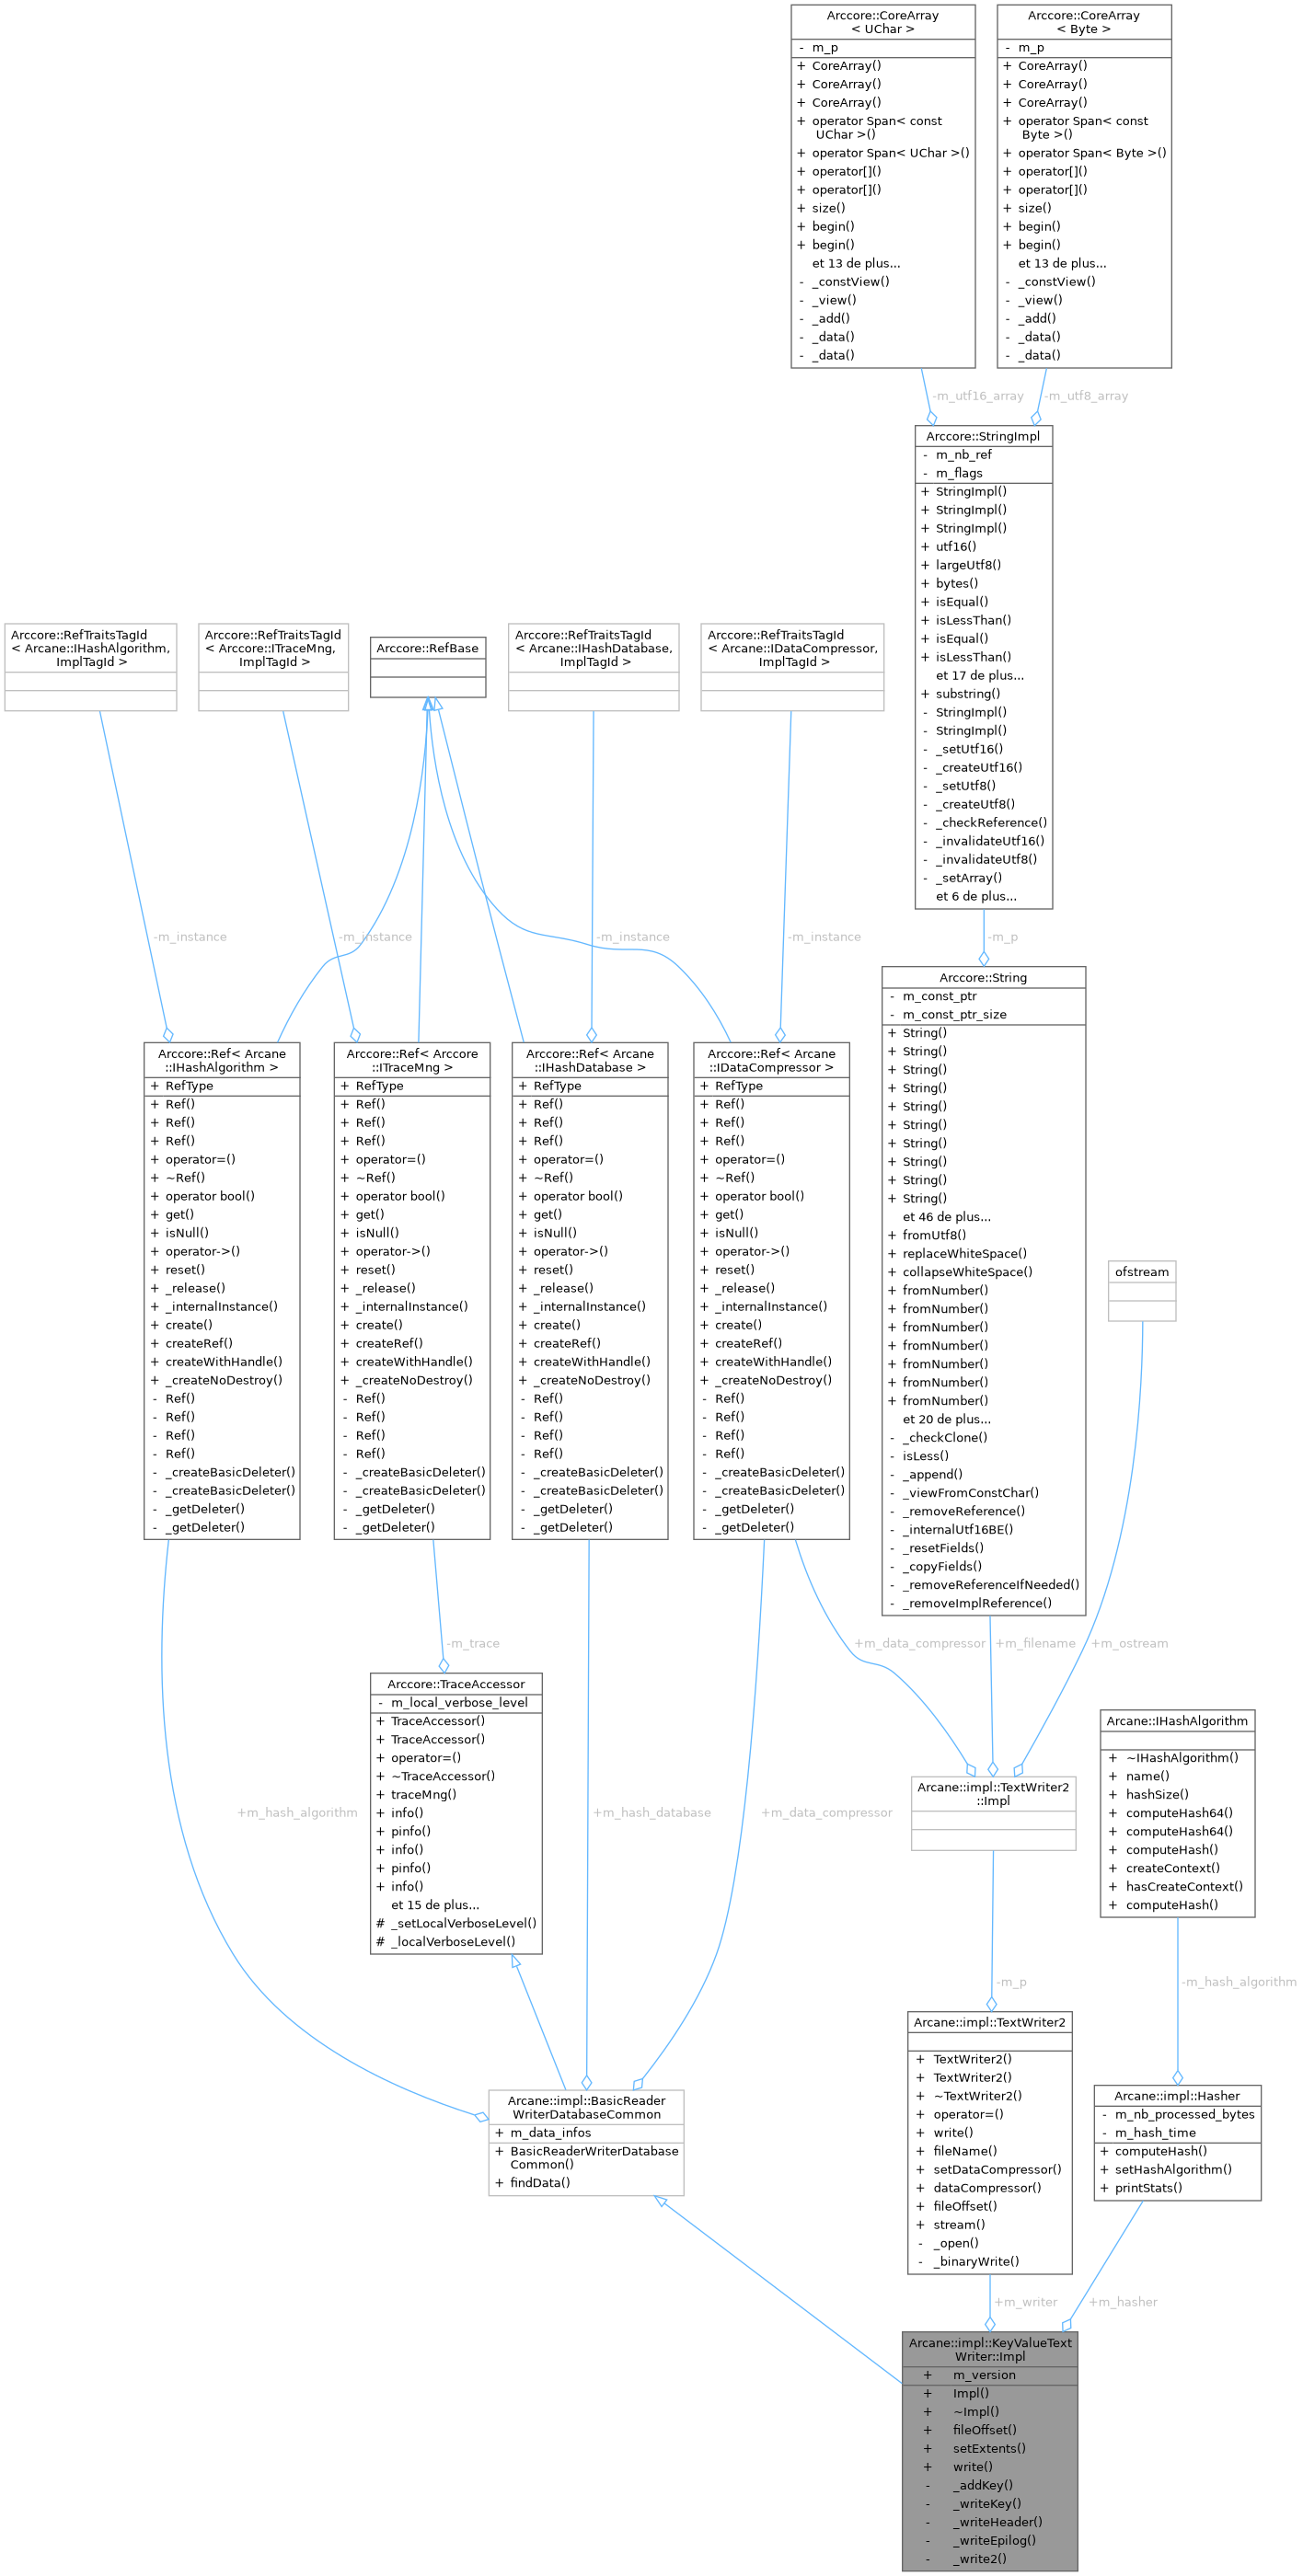 Arccore::CoreArray
< UChar >
- m_p
+ CoreArray()
+ CoreArray()
+ CoreArray()
+ operator Span< const
UChar >()
+ operator Span< UChar >()
+ operator[]()
+ operator[]()
+ size()
+ begin()
+ begin()
et 13 de plus...
- _constView()
- _view()
- _add()
- _data()
- _data()
Arccore::CoreArray
< Byte >
- m_p
+ CoreArray()
+ CoreArray()
+ CoreArray()
+ operator Span< const
Byte >()
+ operator Span< Byte >()
+ operator[]()
+ operator[]()
+ size()
+ begin()
+ begin()
et 13 de plus...
- _constView()
- _view()
- _add()
- _data()
- _data()
-m_utf16_array
-m_utf8_array
Arccore::StringImpl
- m_nb_ref
- m_flags
+ StringImpl()
+ StringImpl()
+ StringImpl()
+ utf16()
+ largeUtf8()
+ bytes()
+ isEqual()
+ isLessThan()
+ isEqual()
+ isLessThan()
et 17 de plus...
+ substring()
- StringImpl()
- StringImpl()
- _setUtf16()
- _createUtf16()
- _setUtf8()
- _createUtf8()
- _checkReference()
- _invalidateUtf16()
- _invalidateUtf8()
- _setArray()
et 6 de plus...
Arccore::RefTraitsTagId
< Arcane::IHashAlgorithm,
ImplTagId >
Arccore::RefTraitsTagId
< Arccore::ITraceMng,
ImplTagId >
Arccore::RefBase
Arccore::RefTraitsTagId
< Arcane::IHashDatabase,
ImplTagId >
Arccore::RefTraitsTagId
< Arcane::IDataCompressor,
ImplTagId >
-m_instance
-m_instance
-m_instance
-m_instance
-m_p
Arccore::Ref< Arcane
::IHashAlgorithm >
+ RefType
+ Ref()
+ Ref()
+ Ref()
+ operator=()
+ ~Ref()
+ operator bool()
+ get()
+ isNull()
+ operator->()
+ reset()
+ _release()
+ _internalInstance()
+ create()
+ createRef()
+ createWithHandle()
+ _createNoDestroy()
- Ref()
- Ref()
- Ref()
- Ref()
- _createBasicDeleter()
- _createBasicDeleter()
- _getDeleter()
- _getDeleter()
Arccore::Ref< Arccore
::ITraceMng >
+ RefType
+ Ref()
+ Ref()
+ Ref()
+ operator=()
+ ~Ref()
+ operator bool()
+ get()
+ isNull()
+ operator->()
+ reset()
+ _release()
+ _internalInstance()
+ create()
+ createRef()
+ createWithHandle()
+ _createNoDestroy()
- Ref()
- Ref()
- Ref()
- Ref()
- _createBasicDeleter()
- _createBasicDeleter()
- _getDeleter()
- _getDeleter()
Arccore::Ref< Arcane
::IHashDatabase >
+ RefType
+ Ref()
+ Ref()
+ Ref()
+ operator=()
+ ~Ref()
+ operator bool()
+ get()
+ isNull()
+ operator->()
+ reset()
+ _release()
+ _internalInstance()
+ create()
+ createRef()
+ createWithHandle()
+ _createNoDestroy()
- Ref()
- Ref()
- Ref()
- Ref()
- _createBasicDeleter()
- _createBasicDeleter()
- _getDeleter()
- _getDeleter()
Arccore::Ref< Arcane
::IDataCompressor >
+ RefType
+ Ref()
+ Ref()
+ Ref()
+ operator=()
+ ~Ref()
+ operator bool()
+ get()
+ isNull()
+ operator->()
+ reset()
+ _release()
+ _internalInstance()
+ create()
+ createRef()
+ createWithHandle()
+ _createNoDestroy()
- Ref()
- Ref()
- Ref()
- Ref()
- _createBasicDeleter()
- _createBasicDeleter()
- _getDeleter()
- _getDeleter()
Arccore::String
- m_const_ptr
- m_const_ptr_size
+ String()
+ String()
+ String()
+ String()
+ String()
+ String()
+ String()
+ String()
+ String()
+ String()
et 46 de plus...
+ fromUtf8()
+ replaceWhiteSpace()
+ collapseWhiteSpace()
+ fromNumber()
+ fromNumber()
+ fromNumber()
+ fromNumber()
+ fromNumber()
+ fromNumber()
+ fromNumber()
et 20 de plus...
- _checkClone()
- isLess()
- _append()
- _viewFromConstChar()
- _removeReference()
- _internalUtf16BE()
- _resetFields()
- _copyFields()
- _removeReferenceIfNeeded()
- _removeImplReference()
ofstream
-m_trace
+m_data_compressor
+m_filename
+m_ostream
Arccore::TraceAccessor
- m_local_verbose_level
+ TraceAccessor()
+ TraceAccessor()
+ operator=()
+ ~TraceAccessor()
+ traceMng()
+ info()
+ pinfo()
+ info()
+ pinfo()
+ info()
et 15 de plus...
# _setLocalVerboseLevel()
# _localVerboseLevel()
Arcane::impl::TextWriter2
::Impl
Arcane::IHashAlgorithm
+ ~IHashAlgorithm()
+ name()
+ hashSize()
+ computeHash64()
+ computeHash64()
+ computeHash()
+ createContext()
+ hasCreateContext()
+ computeHash()
+m_hash_algorithm
+m_hash_database
+m_data_compressor
-m_p
-m_hash_algorithm
Arcane::impl::TextWriter2
+ TextWriter2()
+ TextWriter2()
+ ~TextWriter2()
+ operator=()
+ write()
+ fileName()
+ setDataCompressor()
+ dataCompressor()
+ fileOffset()
+ stream()
- _open()
- _binaryWrite()
Arcane::impl::Hasher
- m_nb_processed_bytes
- m_hash_time
+ computeHash()
+ setHashAlgorithm()
+ printStats()
Arcane::impl::BasicReader
WriterDatabaseCommon
+ m_data_infos
+ BasicReaderWriterDatabase
Common()
+ findData()
+m_writer
+m_hasher
Arcane::impl::KeyValueText
Writer::Impl
+ m_version
+ Impl()
+ ~Impl()
+ fileOffset()
+ setExtents()
+ write()
- _addKey()
- _writeKey()
- _writeHeader()
- _writeEpilog()
- _write2()